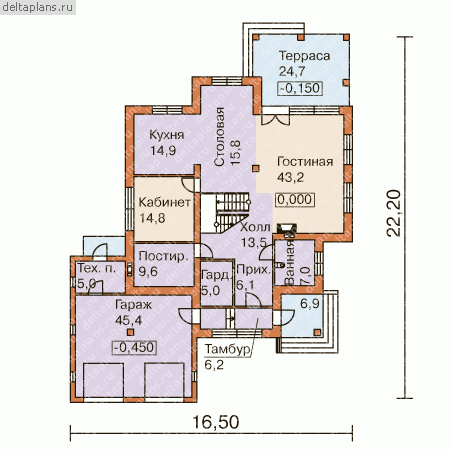 deltaplans.ru
Терраса
24,7
-0,150
Кухня
14,9
Столовая
15,8
Гостиная
43,2
0,000
Кабинет
14,8
Холл
13,5
Ванная
7,0
Постир.
9,6
Тех. п.
5,0
Гард.
5,0
Прих.
6,1
Гараж
45,4
-0,450
6,9
Тамбур
6,2
22,20
16,50